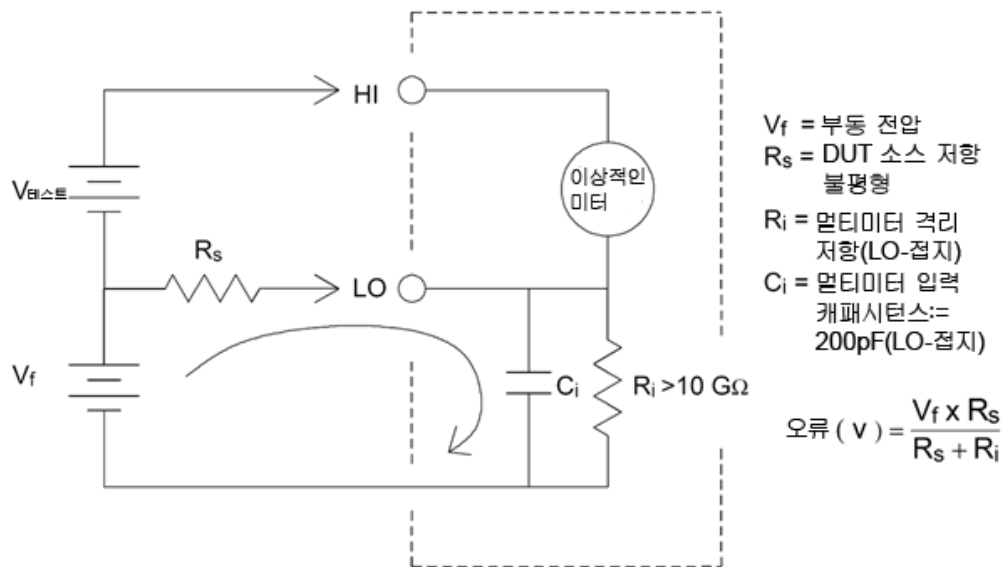 HI
V테스트
이상적인
미터
Rs
LO
Vf
Ci
Ri >10 GΩ
Vf = 부동 전압
Rs = DUT 소스 저항
불평형
Ri = 멀티미터 격리
저항(LO-접지)
Ci = 멀티미터 입력
캐패시턴스:=
200pF(LO-접지)
오류 ( v ) = Vf x Rs
Rs + Ri